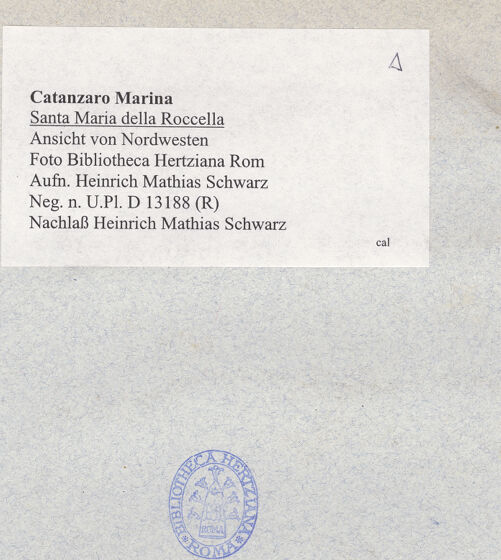 Catanzaro Marina
Santa Maria della Roccella
Ansicht von Nordwesten
Foto Bibliotheca Hertziana Rom
Aufn. Heinrich Mathias Schwarz
Neg. n. U.Pl. D 13188 (R)
Nachlaß Heinrich Mathias Schwarz
cal
BIBLIOTHECA HERTZIANA
ROMA
ROMA